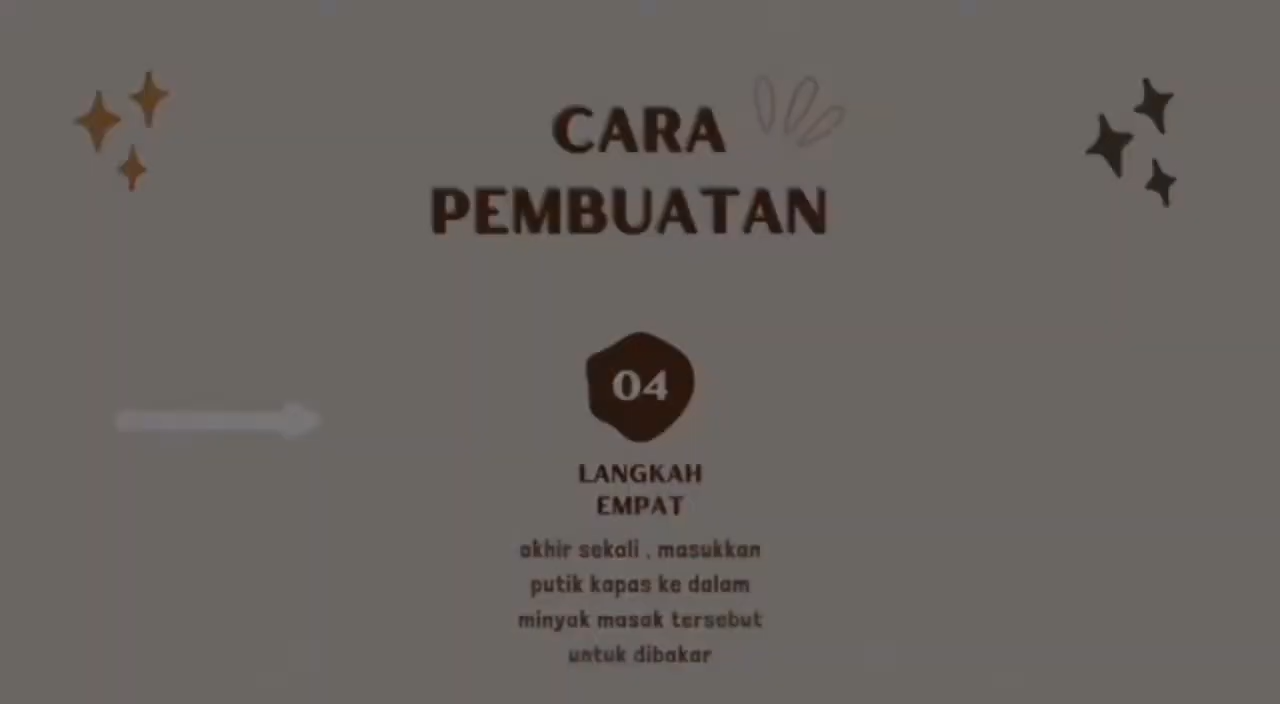 CARA
PEMBUATAN
04
LANGKAH
EMPAT
akhir sekali , masukkan
putik kapas ke dalam
minyak masak tersebut
untuk dibakar